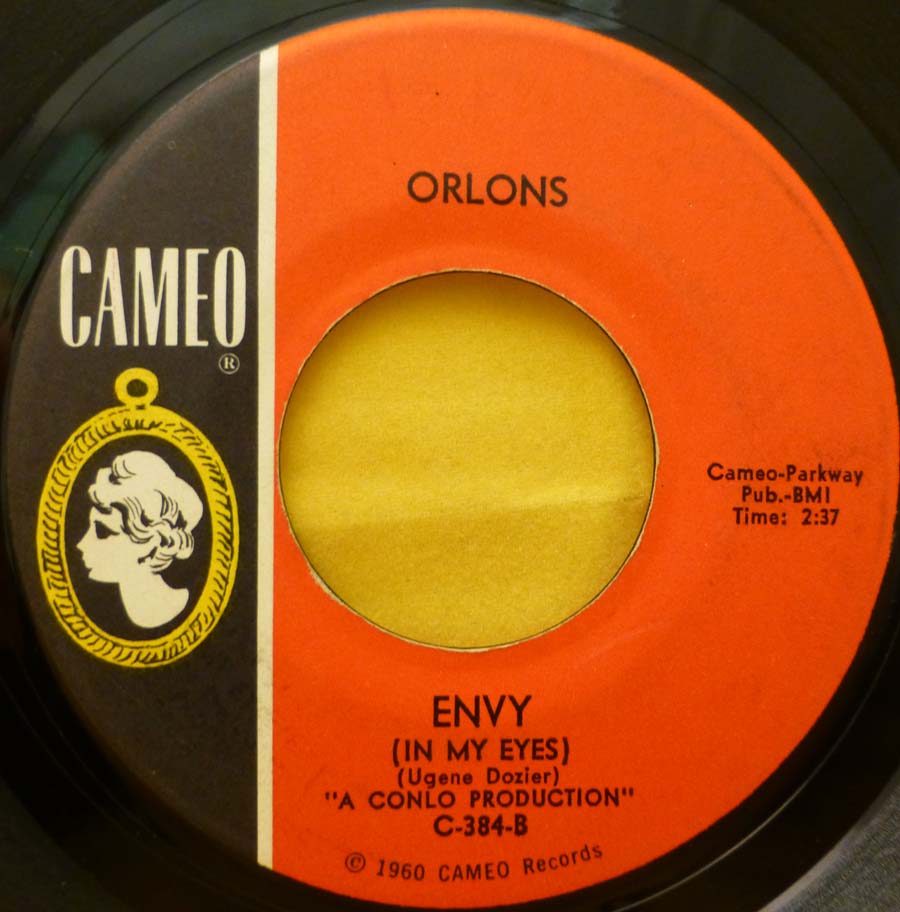 ORLONS
CAMEO
®
Cameo-Parkway
Pub.-BMI
Time: 2:37
ENVY
(IN MY EYES)
(Ugene Dozier)
"A CONLO PRODUCTION"
C-384-B
© 1960 CAMEO Records